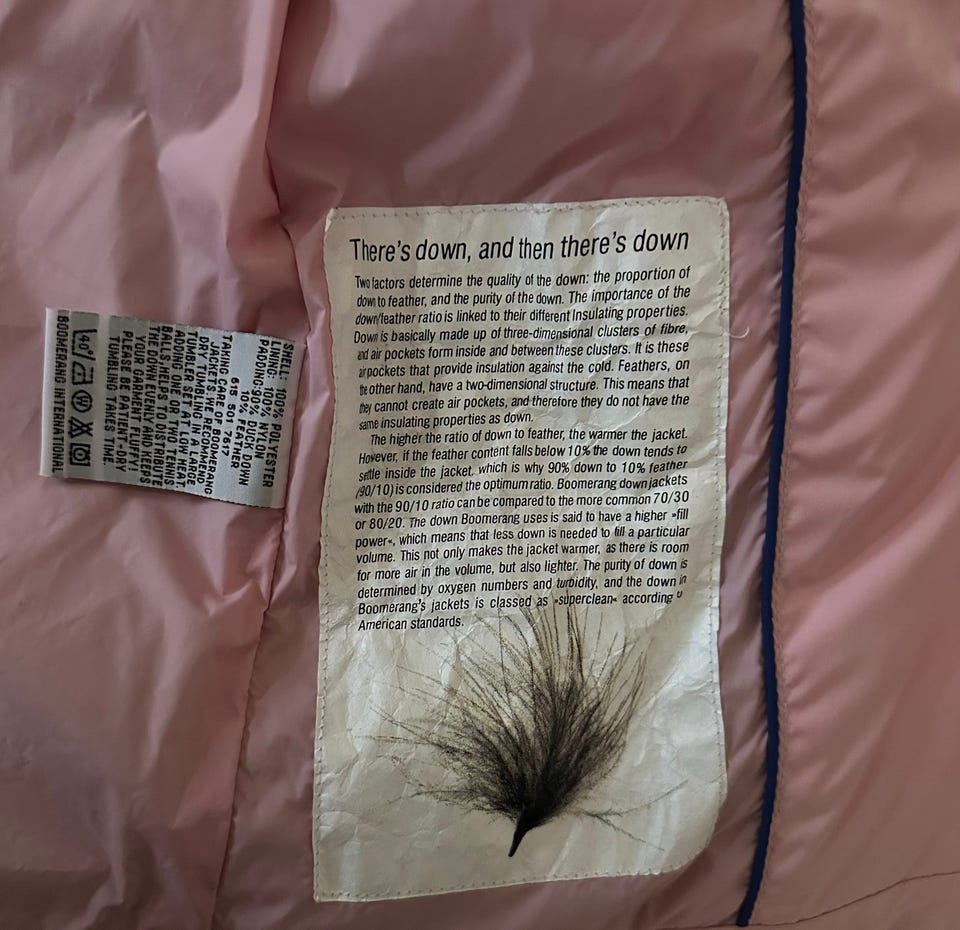 There's down, and then there's down
Two factors determine the quality of the down: the proportion of
down to feather, and the purity of the down. The importance of the
down/feather ratio is linked to their different Insulating properties.
Down is basically made up of three-dimensional clusters of fibre,
and air pockets form inside and between these clusters. It is these
air pockets that provide insulation against the cold. Feathers, on
the other hand, have a two-dimensional structure. This means that
they cannot create air pockets, and therefore they do not have the
same insulating properties as down.
The higher the ratio of down to feather, the warmer the jacket.
However, if the feather content falls below 10% the down tends to
settle inside the jacket, which is why 90% down to 10% feather
(90/10) is considered the optimum ratio. Boomerang down jackets
with the 90/10 ratio can be compared to the more common 70/30
or 80/20. The down Boomerang uses is said to have a higher »fill
power«, which means that less down is needed to fill a particular
volume. This not only makes the jacket warmer, as there is room
for more air in the volume, but also lighter. The purity of down is
determined by oxygen numbers and turbidity, and the down in
Boomerang's jackets is classed as »superclean« according
American standards.
SHELL: 100% POLYESTER
LINING: 100% NYLON
PADDING:90% DUCK DOWN
10% FEATHER
615 501 7677
TAKING CARE OF BOOMERANG
JACKETS.WE RECOMMEND
DRY TUMBLING IN A LARGE
TUMBLER SET AT LOW HEAT
ADDING ONE OR TWO TENNIS
BALLS HELPS TO DISTRIBUTE
THE DOWN EVENLY AND KEEPS
YOUR GARMENT FLUFFY!
PLEASE BE PATIENT-DRY
TUMBLING TAKES TIME.
40°
BOOMERANG INTERNATIONAL